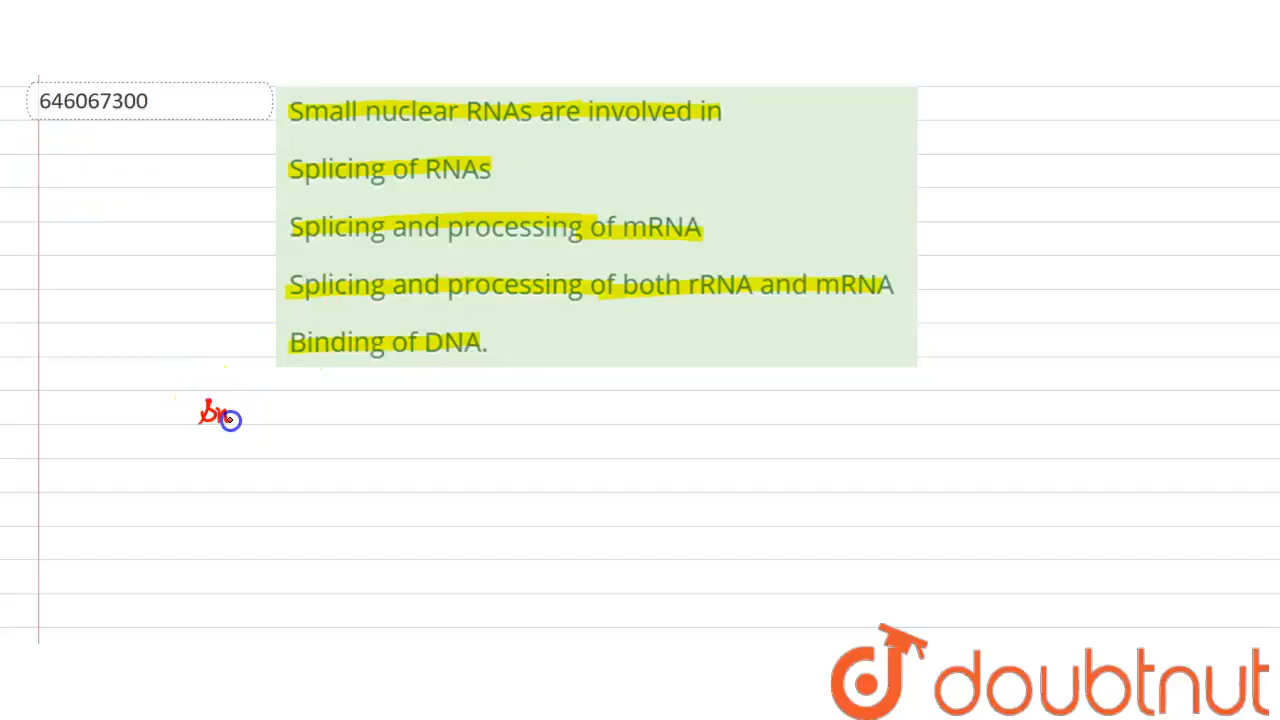 646067300
Small nuclear RNAs are involved in
Splicing of RNAs
Splicing and processing of mRNA
Splicing and processing of both rRNA and mRNA
Binding of DNA.
Sn
doubtnut